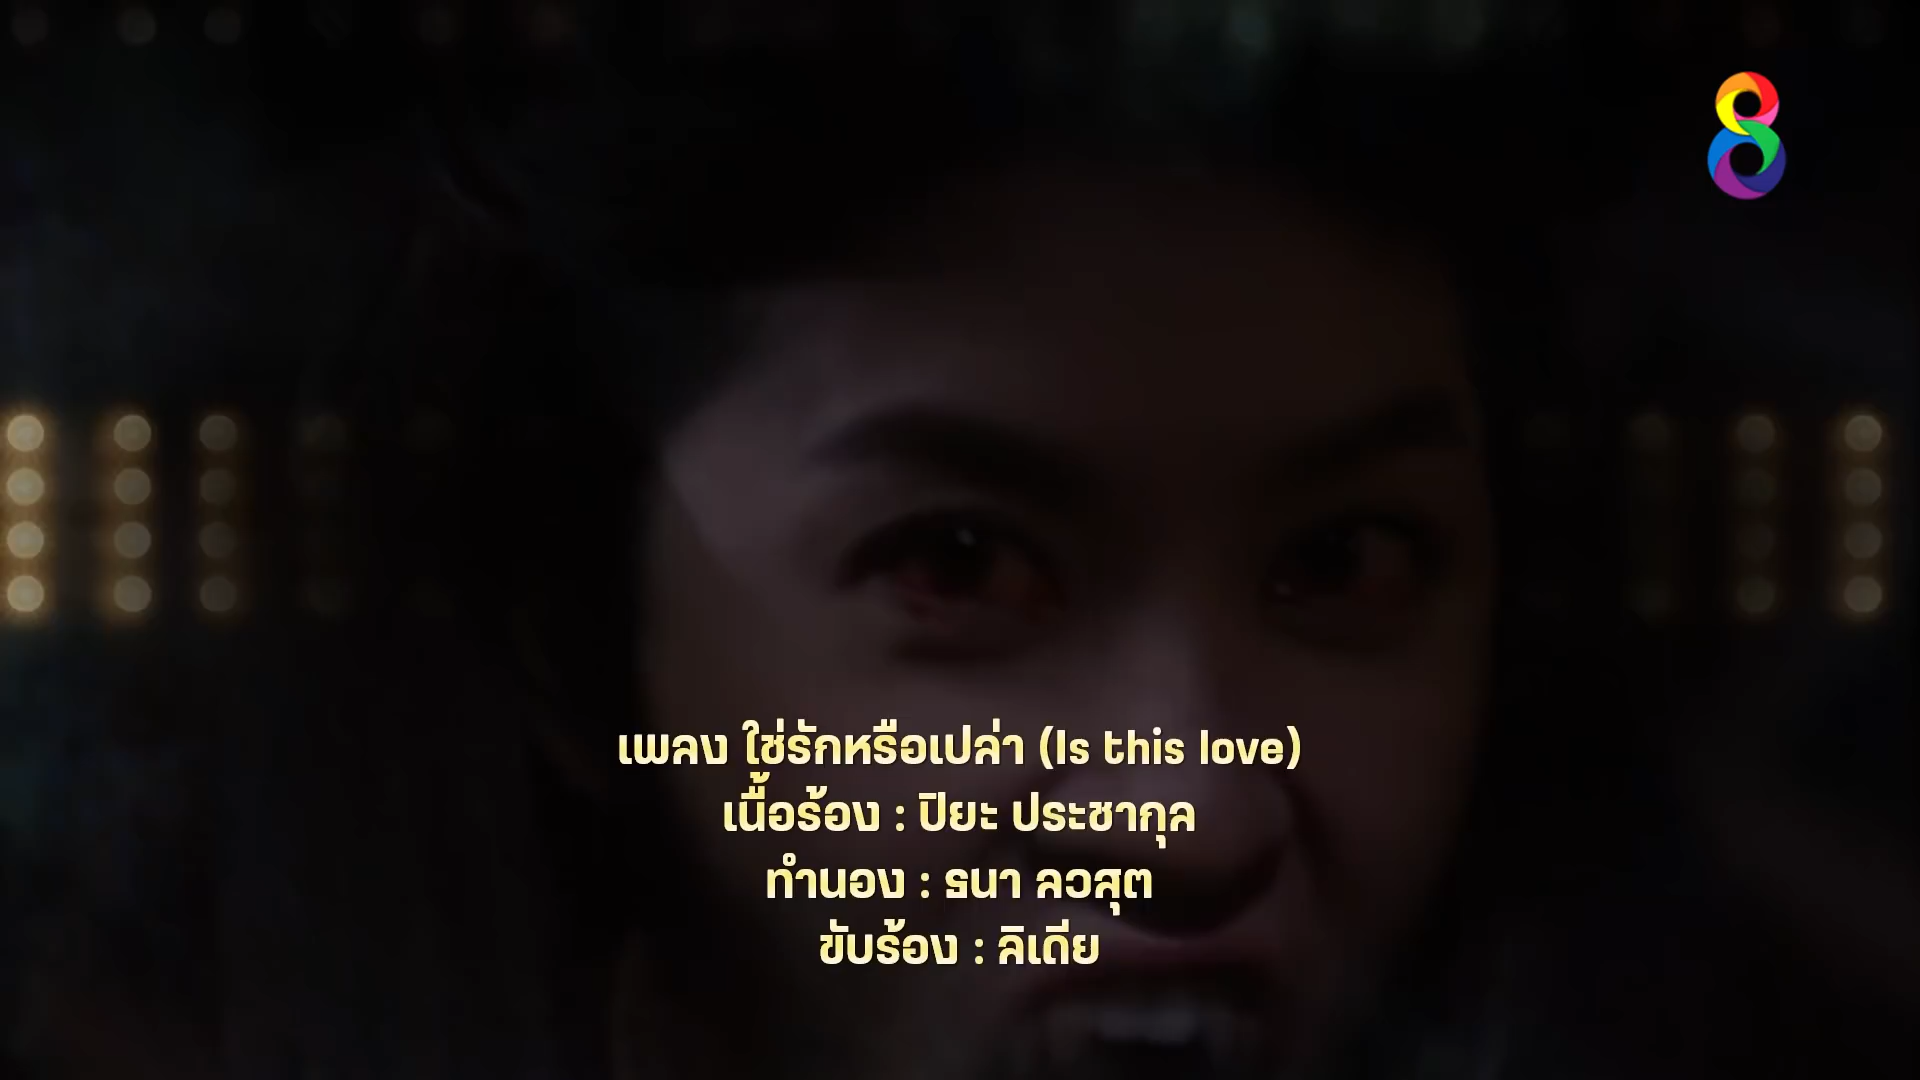 8
เพลง ใช่รักหรือเปล่า (Is this love)
เนื้อร้อง : ปิยะ ประชากุล
ทำนอง : ธนา ลวสุต
ขับร้อง : ลิเดีย